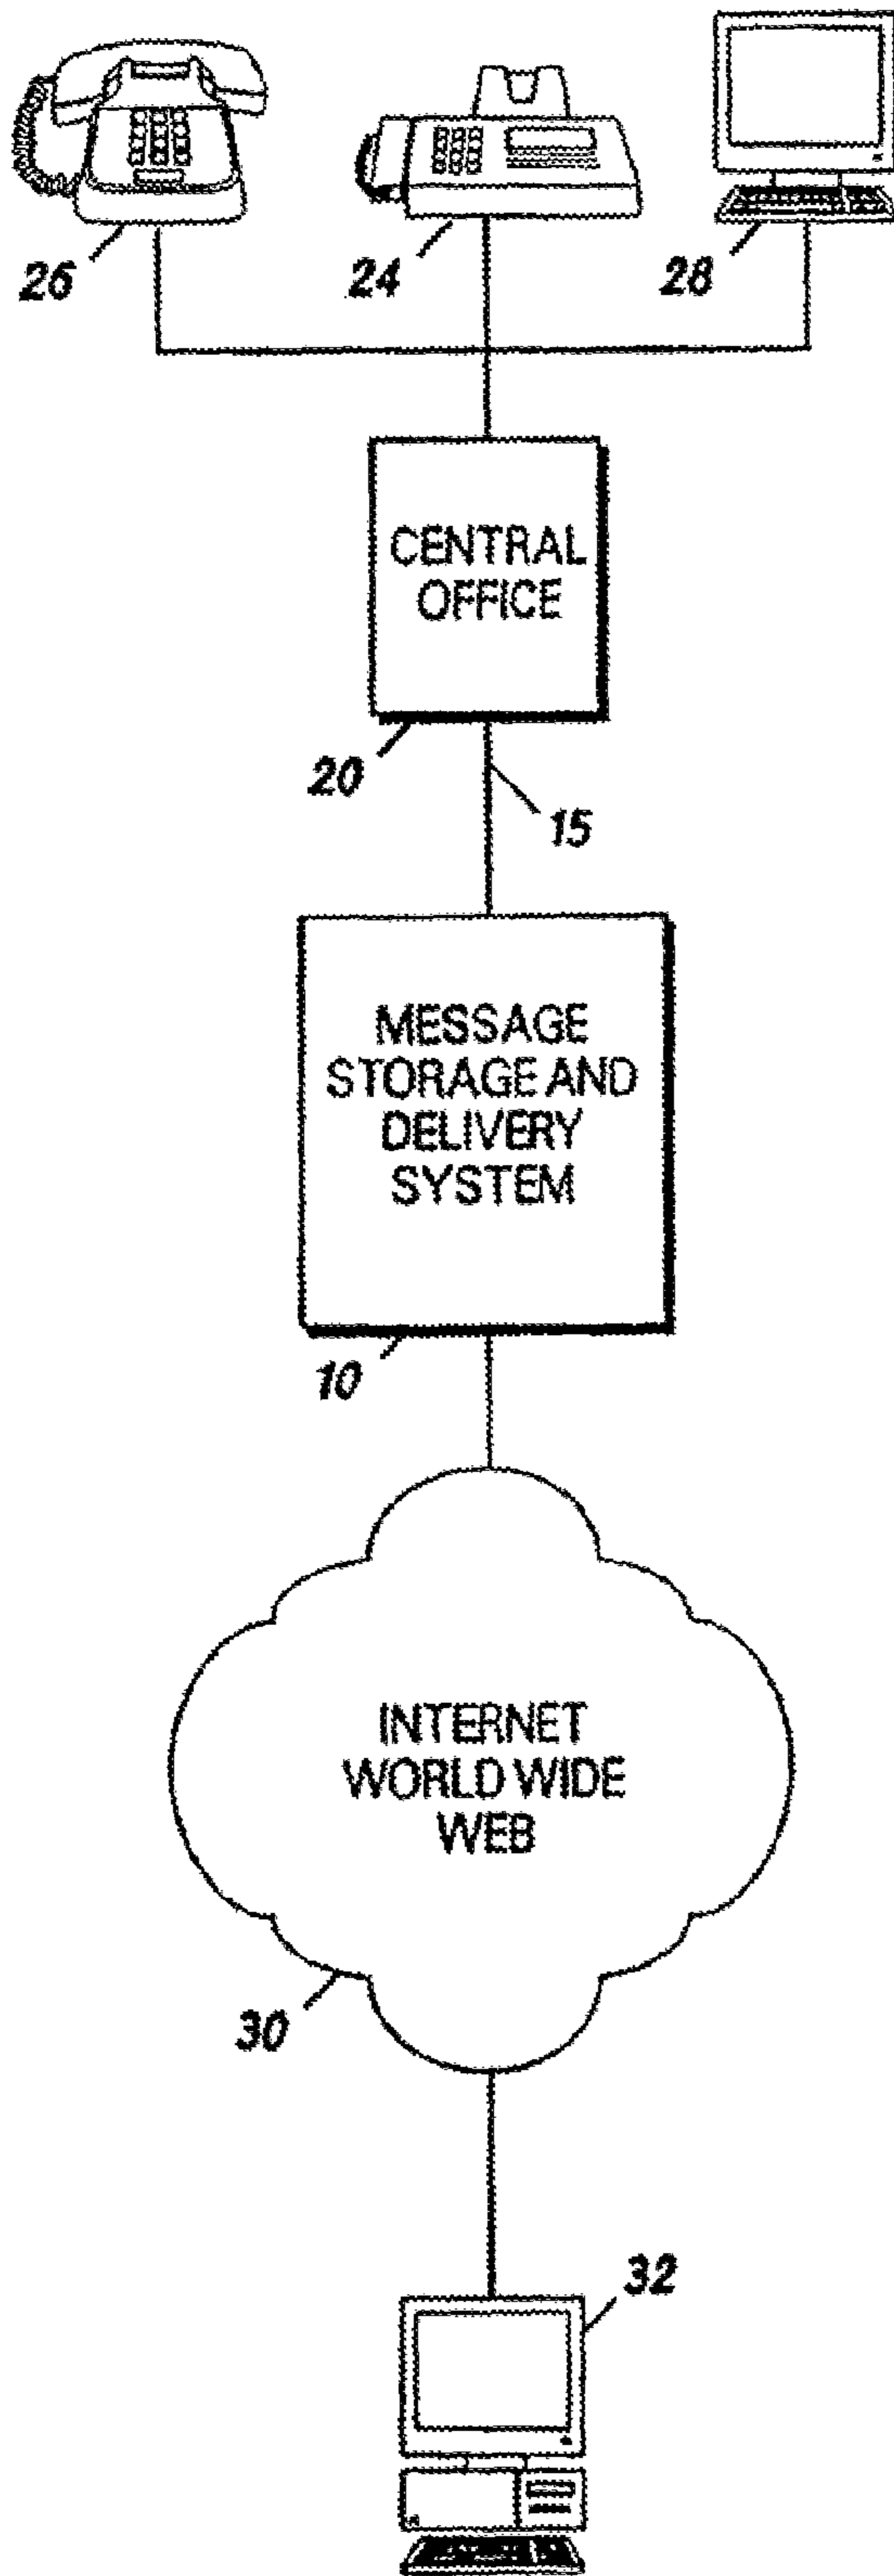 26
24
28
CENTRAL
OFFICE
20
15
MESSAGE
STORAGE AND
DELIVERY
SYSTEM
10
INTERNET
WORLD WIDE
WEB
30
32